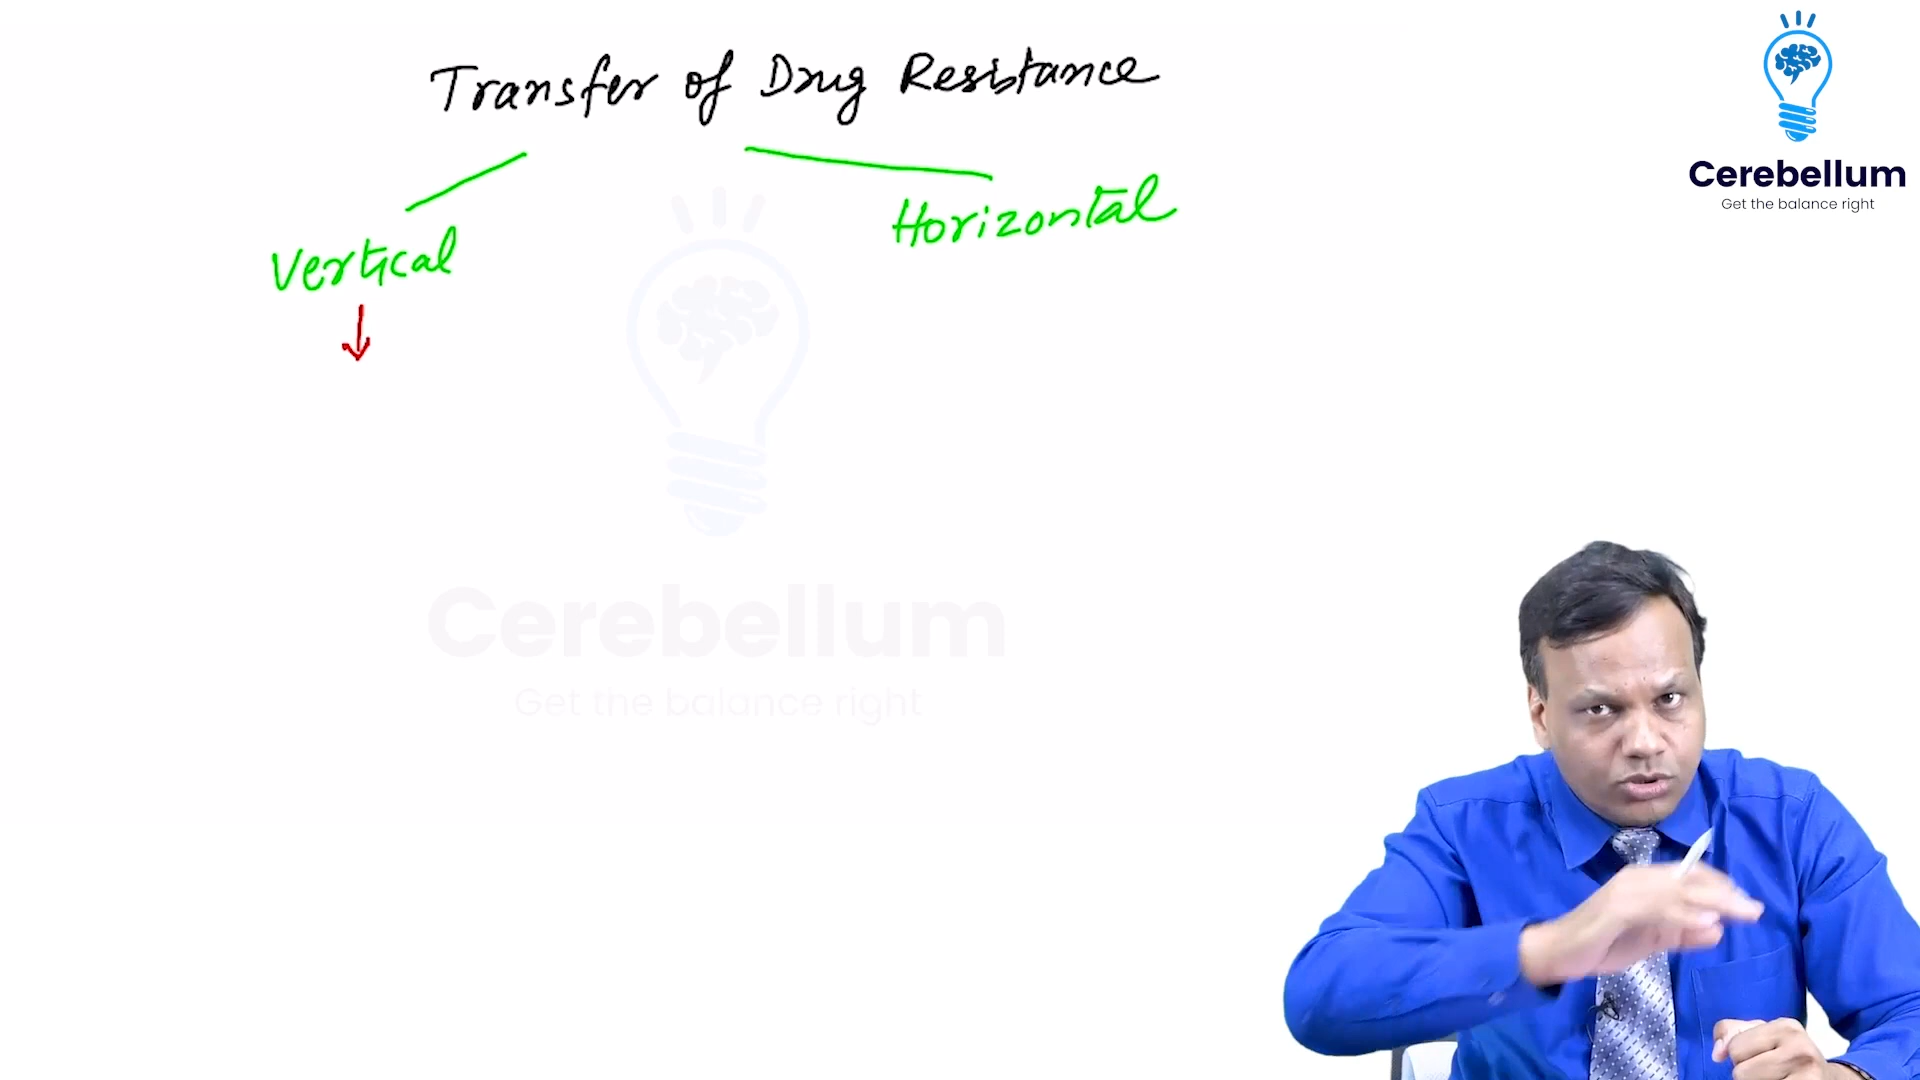 Transfer of Drug Resistance
Vertical
Horizontal
Cerebellum
Get the balance right
Cerebellum
Get the balance right